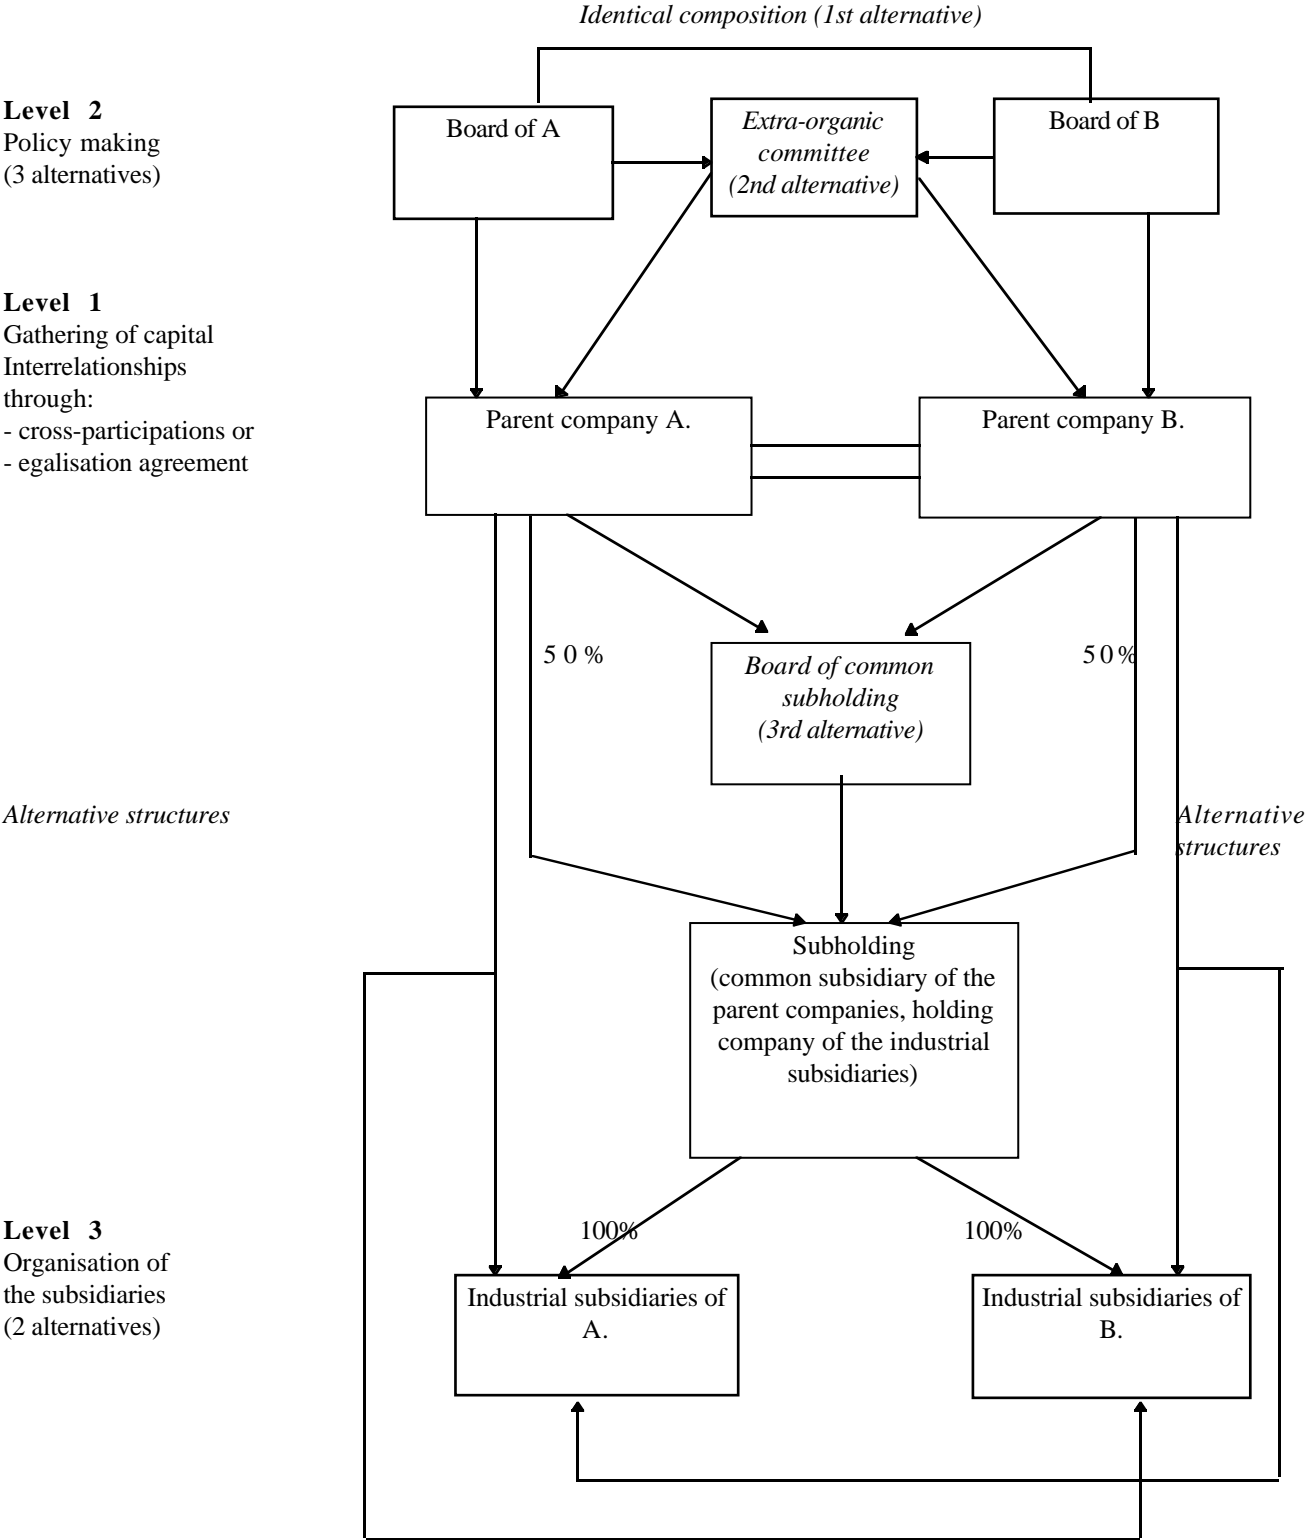 Identical composition (1st alternative)
Level 2
Policy making
(3 alternatives)
Board of A
Extra-organic
committee
(2nd alternative)
Board of B
Level 1
Gathering of capital
Interrelationships
through:
- cross-participations or
- egalisation agreement
Parent company A.
Parent company B.
50%
50%
Board of common
subholding
(3rd alternative)
Alternative structures
Alternative
structures
Subholding
(common subsidiary of the
parent companies, holding
company of the industrial
subsidiaries)
Level 3
Organisation of
the subsidiaries
(2 alternatives)
100%
100%
Industrial subsidiaries of
A.
Industrial subsidiaries of
B.